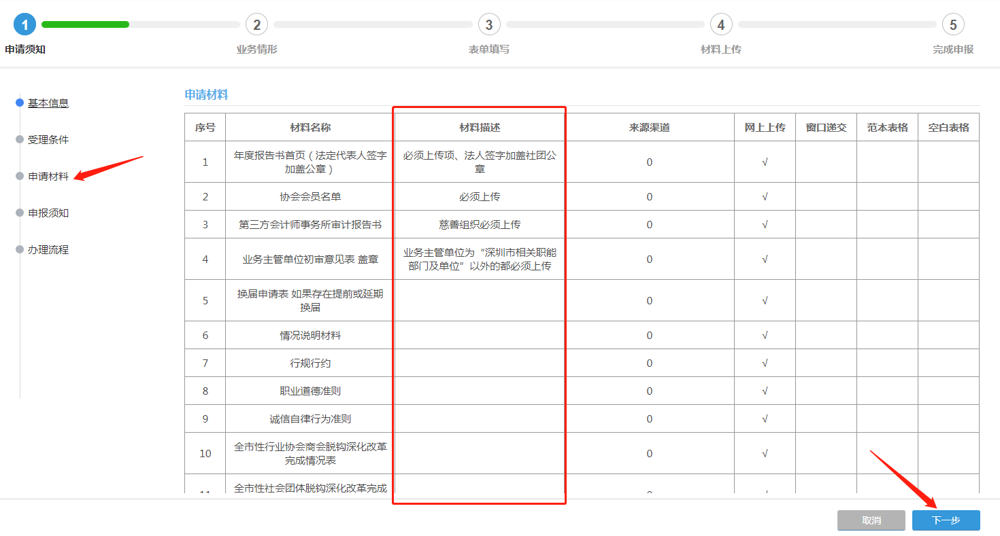 1 2 3 4 5
申请须知 业务情形 表单填写 材料上传 完成申报
基本信息
受理条件
申请材料
申报须知
办理流程
申请材料
序号 材料名称 材料描述 来源渠道 网上上传 窗口递交 范本表格 空白表格
1 年度报告书首页（法定代表人签字 必须上传项、法人签字加盖社团公 0 √
加盖公章） 章
2 协会会员名单 必须上传 0 √
3 第三方会计师事务所审计报告书 慈善组织必须上传 0 √
4 业务主管单位初审意见表 盖章 业务主管单位为“深圳市相关职能 0 √
部门及单位”以外的都必须上传
5 换届申请表 如果存在提前或延期 0 √
换届
6 情况说明材料 0 √
7 行规行约 0 √
8 职业道德准则 0 √
9 诚信自律行为准则 0 √
10 全市性行业协会商会脱钩深化改革 0 √
完成情况表
全市性社会团体脱钩深化改革完成
取消 下一步